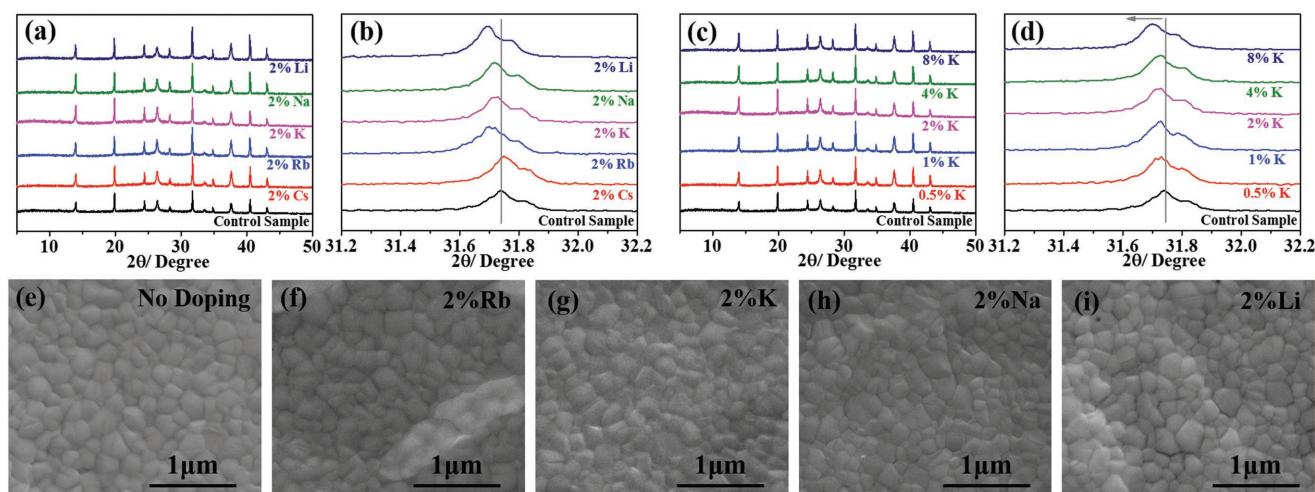 (a)
2% Li
2% Na
2% K
2% Rb
2% Cs
Control Sample
5 10 20 30 40 50
2θ/ Degree
(b)
2% Li
2% Na
2% K
2% Rb
2% Cs
Control Sample
31.2 31.4 31.6 31.8 32.0 32.2
2θ/ Degree
(c)
8% K
4% K
2% K
1% K
0.5% K
Control Sample
10 20 30 40 50
2θ/ Degree
(d)
8% K
4% K
2% K
1% K
0.5% K
Control Sample
31.2 31.4 31.6 31.8 32.0 32.2
2θ/ Degree
(e) No Doping
1μm
(f) 2%Rb
1μm
(g) 2%K
1μm
(h) 2%Na
1μm
(i) 2%Li
1μm